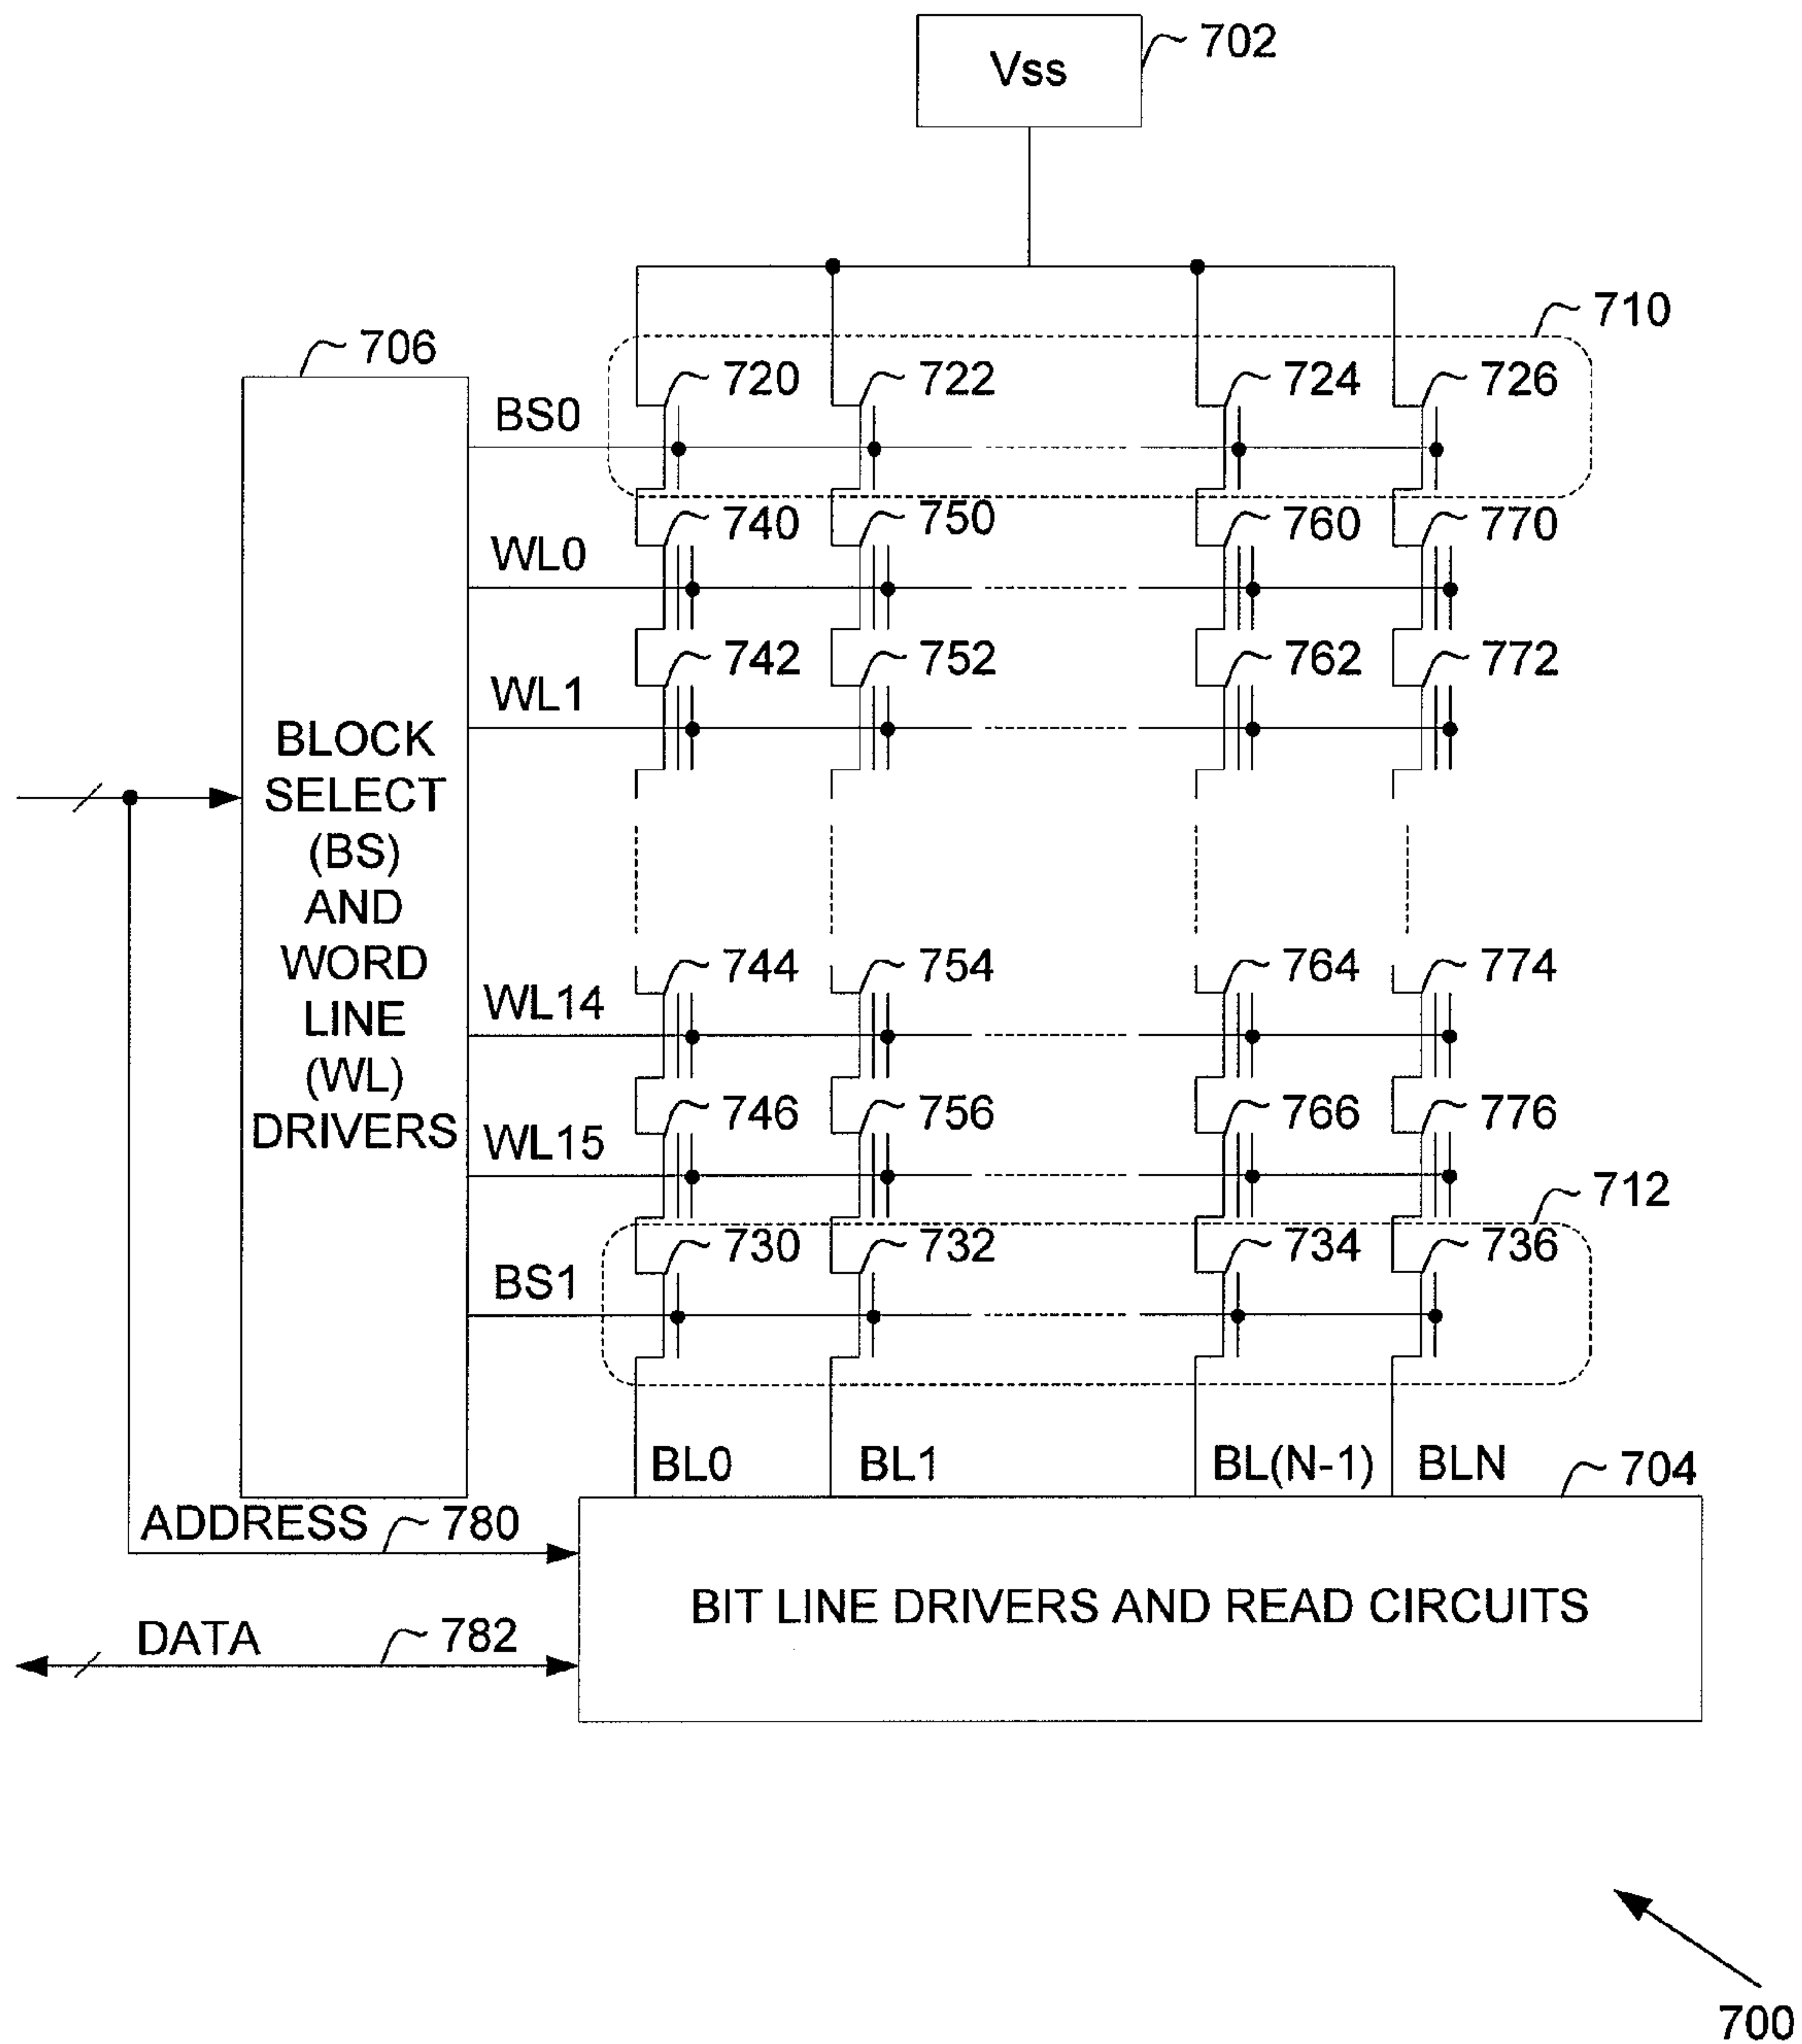 Vss
702
710
706
720
722
724
726
BS0
740
750
760
770
WL0
742
752
762
772
WL1
BLOCK
SELECT
(BS)
AND
WORD
LINE
(WL)
DRIVERS
744
754
764
774
WL14
746
756
766
776
WL15
712
730
732
734
736
BS1
BL0
BL1
BL(N-1)
BLN
704
ADDRESS
780
BIT LINE DRIVERS AND READ CIRCUITS
DATA
782
700